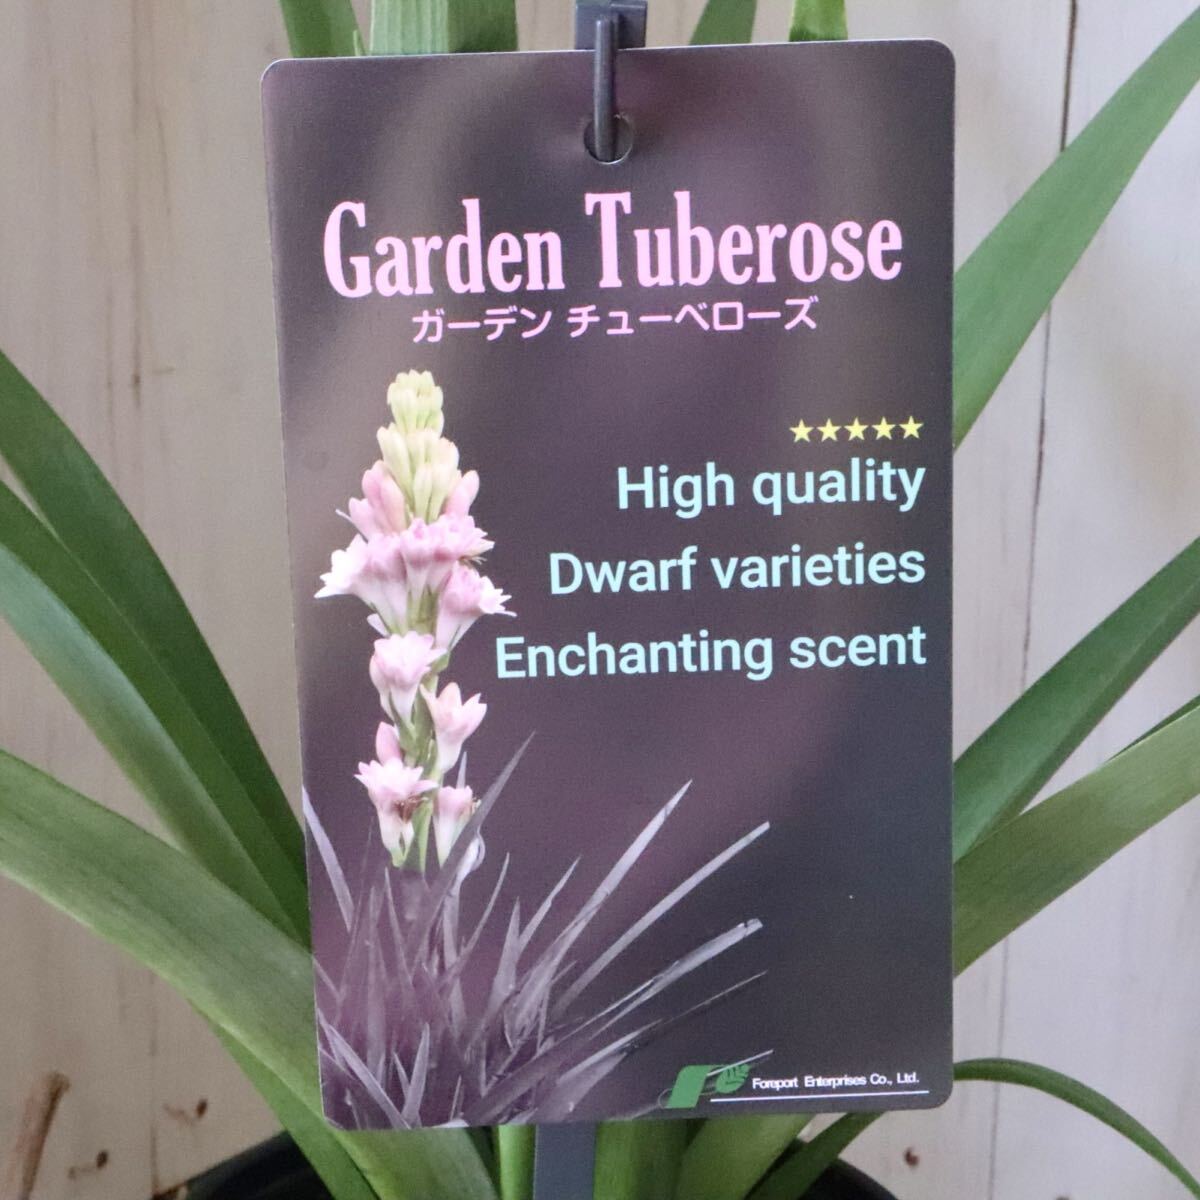 Garden Tuberose
ガーデン チューベローズ
★★★★★
High quality
Dwarf varieties
Enchanting scent
Foreport Enterprises Co., Ltd.